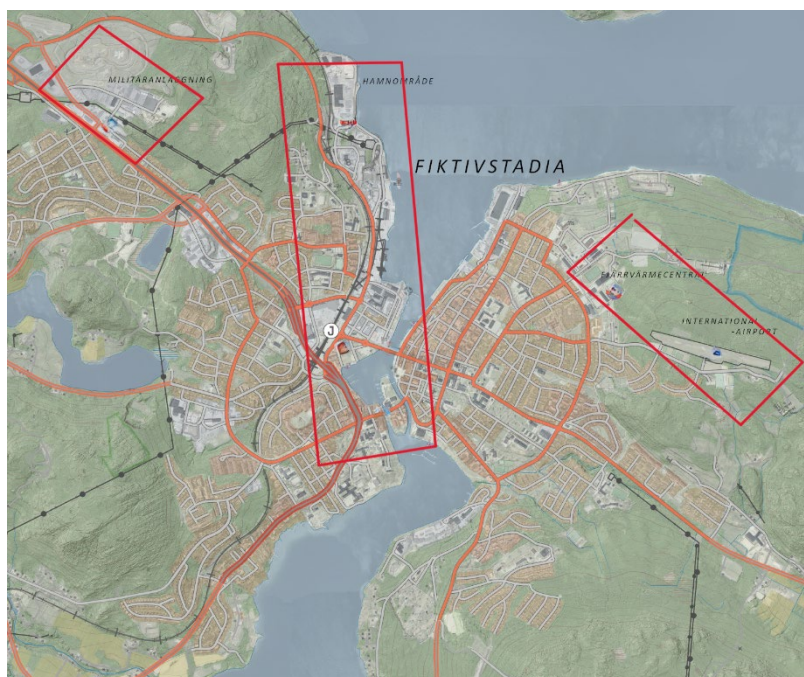 MILITÄRANLÄGGNING
HAMNOMRÅDE
FIKTIVSTADIA
FJÄRRVÄRMECENTRAL
INTERNATIONAL
-AIRPORT
J